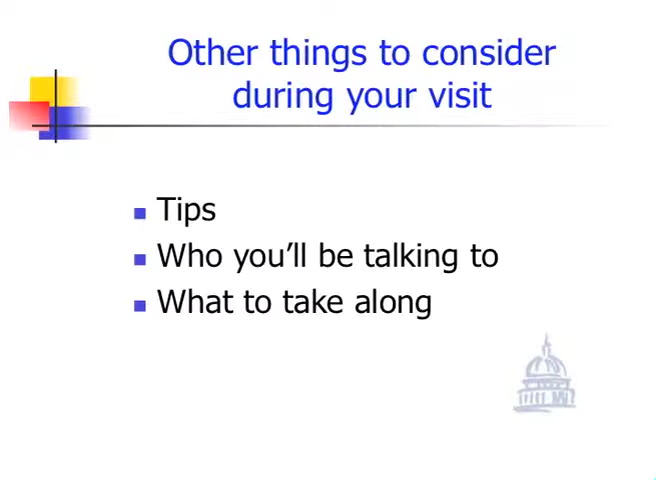 Other things to consider
during your visit
Tips
Who you’ll be talking to
What to take along